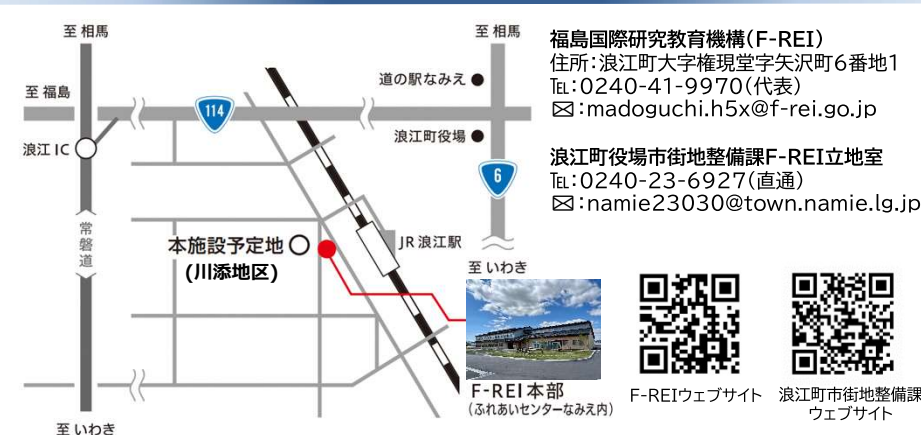 至 相馬
至 相馬
道の駅なみえ
至 福島
114
浪江町役場
浪江 IC
6
常磐道
本施設予定地
(川添地区)
JR 浪江駅
至 いわき
至 いわき
F-REI本部
(ふれあいセンターなみえ内)
福島国際研究教育機構(F-REI)
住所:浪江町大字権現堂字矢沢町6番地1
℡:0240-41-9970(代表)
✉:madoguchi.h5x@f-rei.go.jp
浪江町役場市街地整備課F-REI立地室
℡:0240-23-6927(直通)
✉:namie23030@town.namie.lg.jp
F-REIウェブサイト
浪江町市街地整備課
ウェブサイト